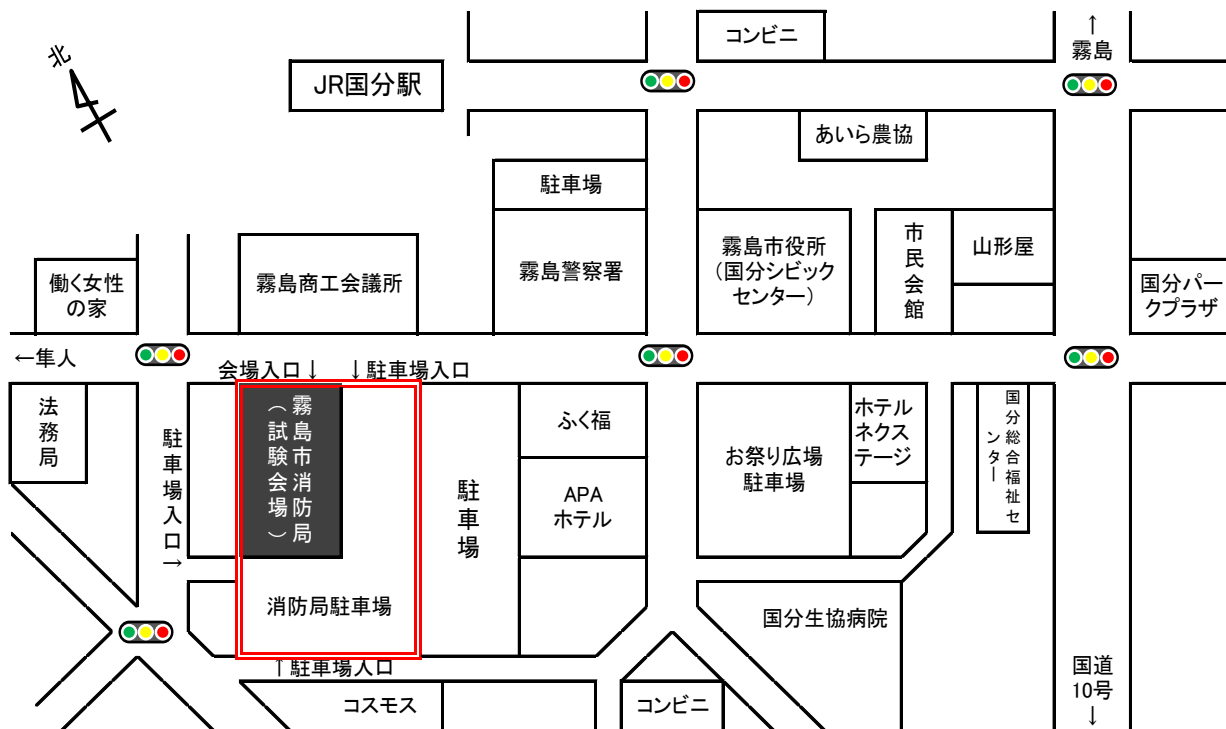 コンビニ
↑
霧島
北
JR国分駅
あいら農協
駐車場
霧島警察署
霧島市役所
（国分シビック
センター）
市民会館
山形屋
働く女性
の家
霧島商工会議所
国分パー
クプラザ
←隼人
会場入口↓
↓駐車場入口
法務局
駐車場入口→
霧島市消防局
（試験会場）
駐車場
ふく福
APA
ホテル
お祭り広場
駐車場
ホテル
ネクス
テージ
国分総合福祉セ
ンター
消防局駐車場
国分生協病院
↑駐車場入口
コスモス
コンビニ
国道
10号
↓